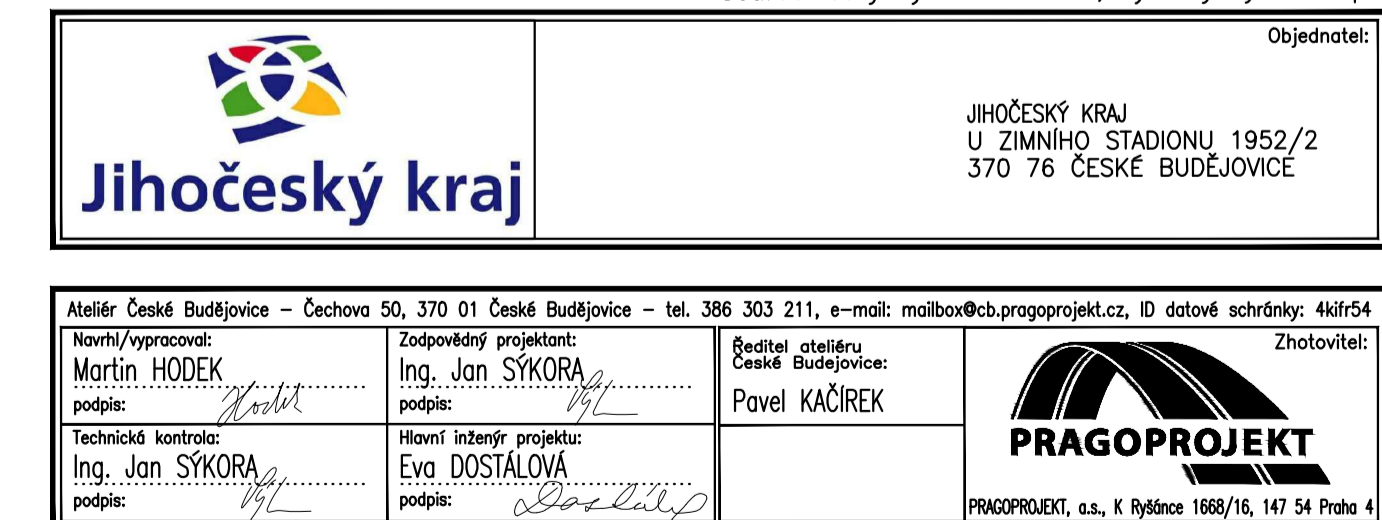 Objednatel:
Jihočeský kraj
JIHOČESKÝ KRAJ
U ZIMNÍHO STADIONU 1952/2
370 76 ČESKÉ BUDĚJOVICE
Ateliér České Budějovice – Čechova 50, 370 01 České Budějovice – tel. 386 303 211, e–mail: mailbox@cb.pragoprojekt.cz, ID datové schránky: 4kifr54
Navrhl/vypracoval:
Martin HODEK
podpis: Hodek
Zodpovědný projektant:
Ing. Jan SÝKORA
podpis:
Ředitel ateliéru
České Budejovice:
Pavel KAČÍREK
Zhotovitel:
PRAGOPROJEKT
Technická kontrola:
Ing. Jan SÝKORA
podpis:
Hlavní inženýr projektu:
Eva DOSTÁLOVÁ
podpis:
PRAGOPROJEKT, a.s., K Ryšánce 1668/16, 147 54 Praha 4